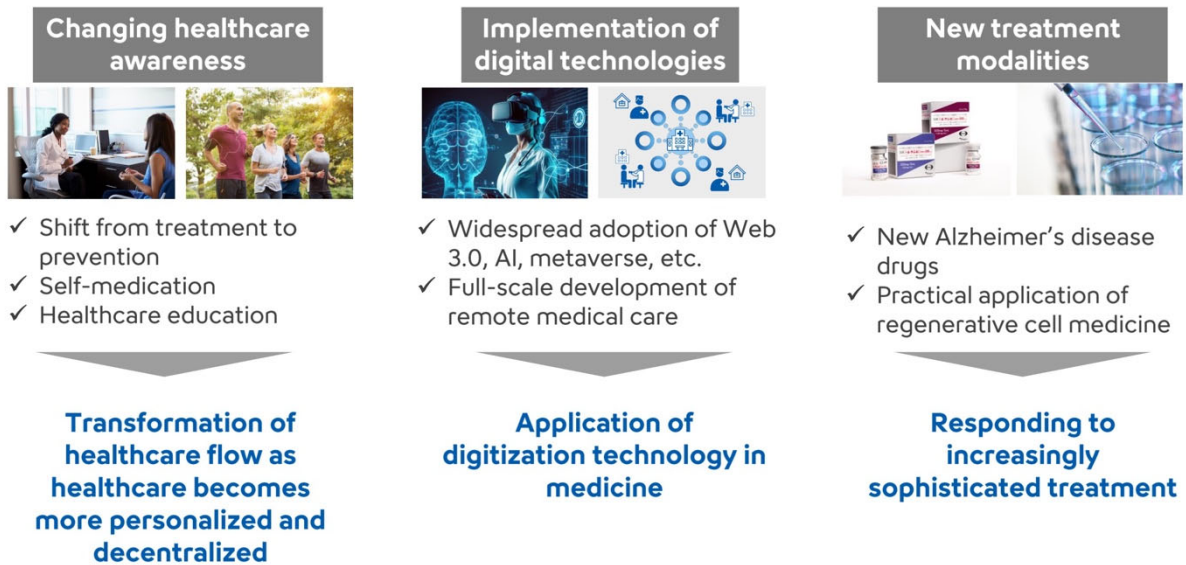 Changing healthcare
awareness
✓ Shift from treatment to
prevention
✓ Self-medication
✓ Healthcare education
Transformation of
healthcare flow as
healthcare becomes
more personalized and
decentralized
Implementation of
digital technologies
✓ Widespread adoption of Web
3.0, AI, metaverse, etc.
✓ Full-scale development of
remote medical care
Application of
digitization technology in
medicine
New treatment
modalities
✓ New Alzheimer’s disease
drugs
✓ Practical application of
regenerative cell medicine
Responding to
increasingly
sophisticated treatment